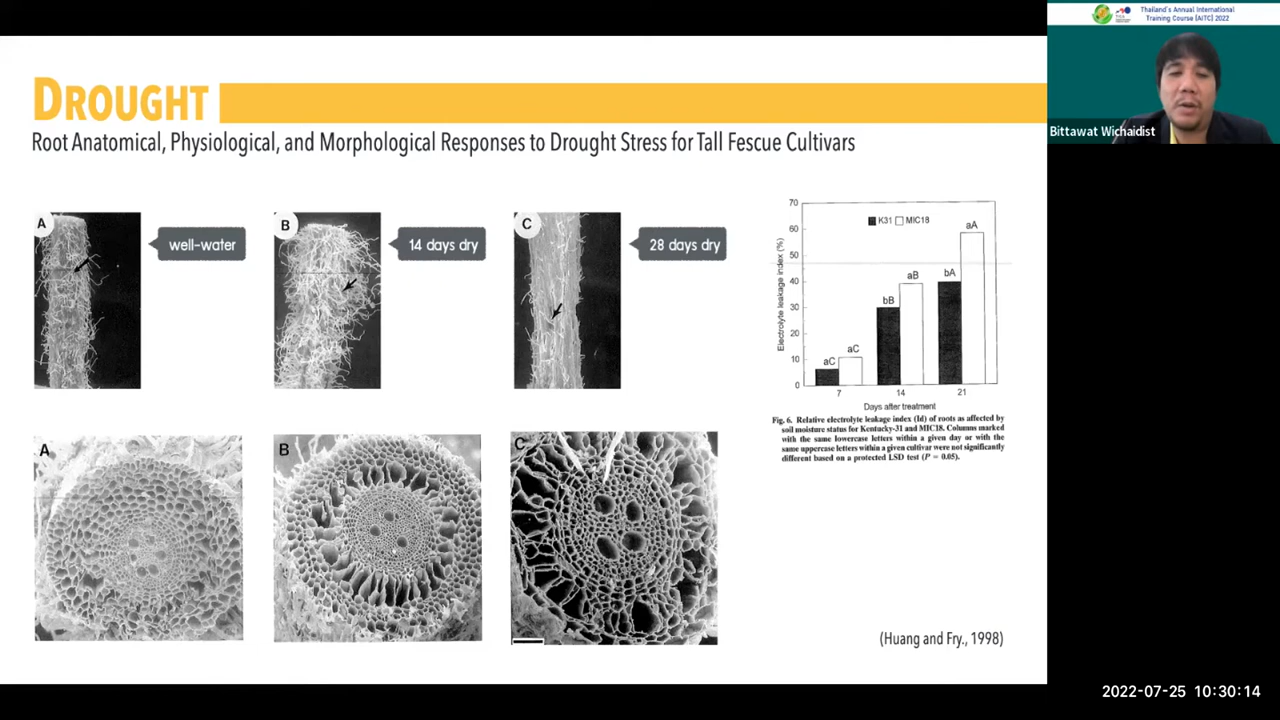 Thailand's Annual International
Training Course (AITC) 2022
Bittawat Wichaidist
DROUGHT
Root Anatomical, Physiological, and Morphological Responses to Drought Stress for Tall Fescue Cultivars
A
well-water
B
14 days dry
C
28 days dry
A
B
C
70
60
50
40
30
20
10
0
Electrolyte leakage index (%)
K31 MIC18
aC aC
bB aB
bA aA
7 14 21
Days after treatment
Fig. 6. Relative electrolyte leakage index (Id) of roots as affected by
soil moisture status for Kentucky-31 and MIC18. Columns marked
with the same lowercase letters within a given day or with the
same uppercase letters within a given cultivar were not significantly
different based on a protected LSD test (P = 0.05).
(Huang and Fry., 1998)
2022-07-25 10:30:14